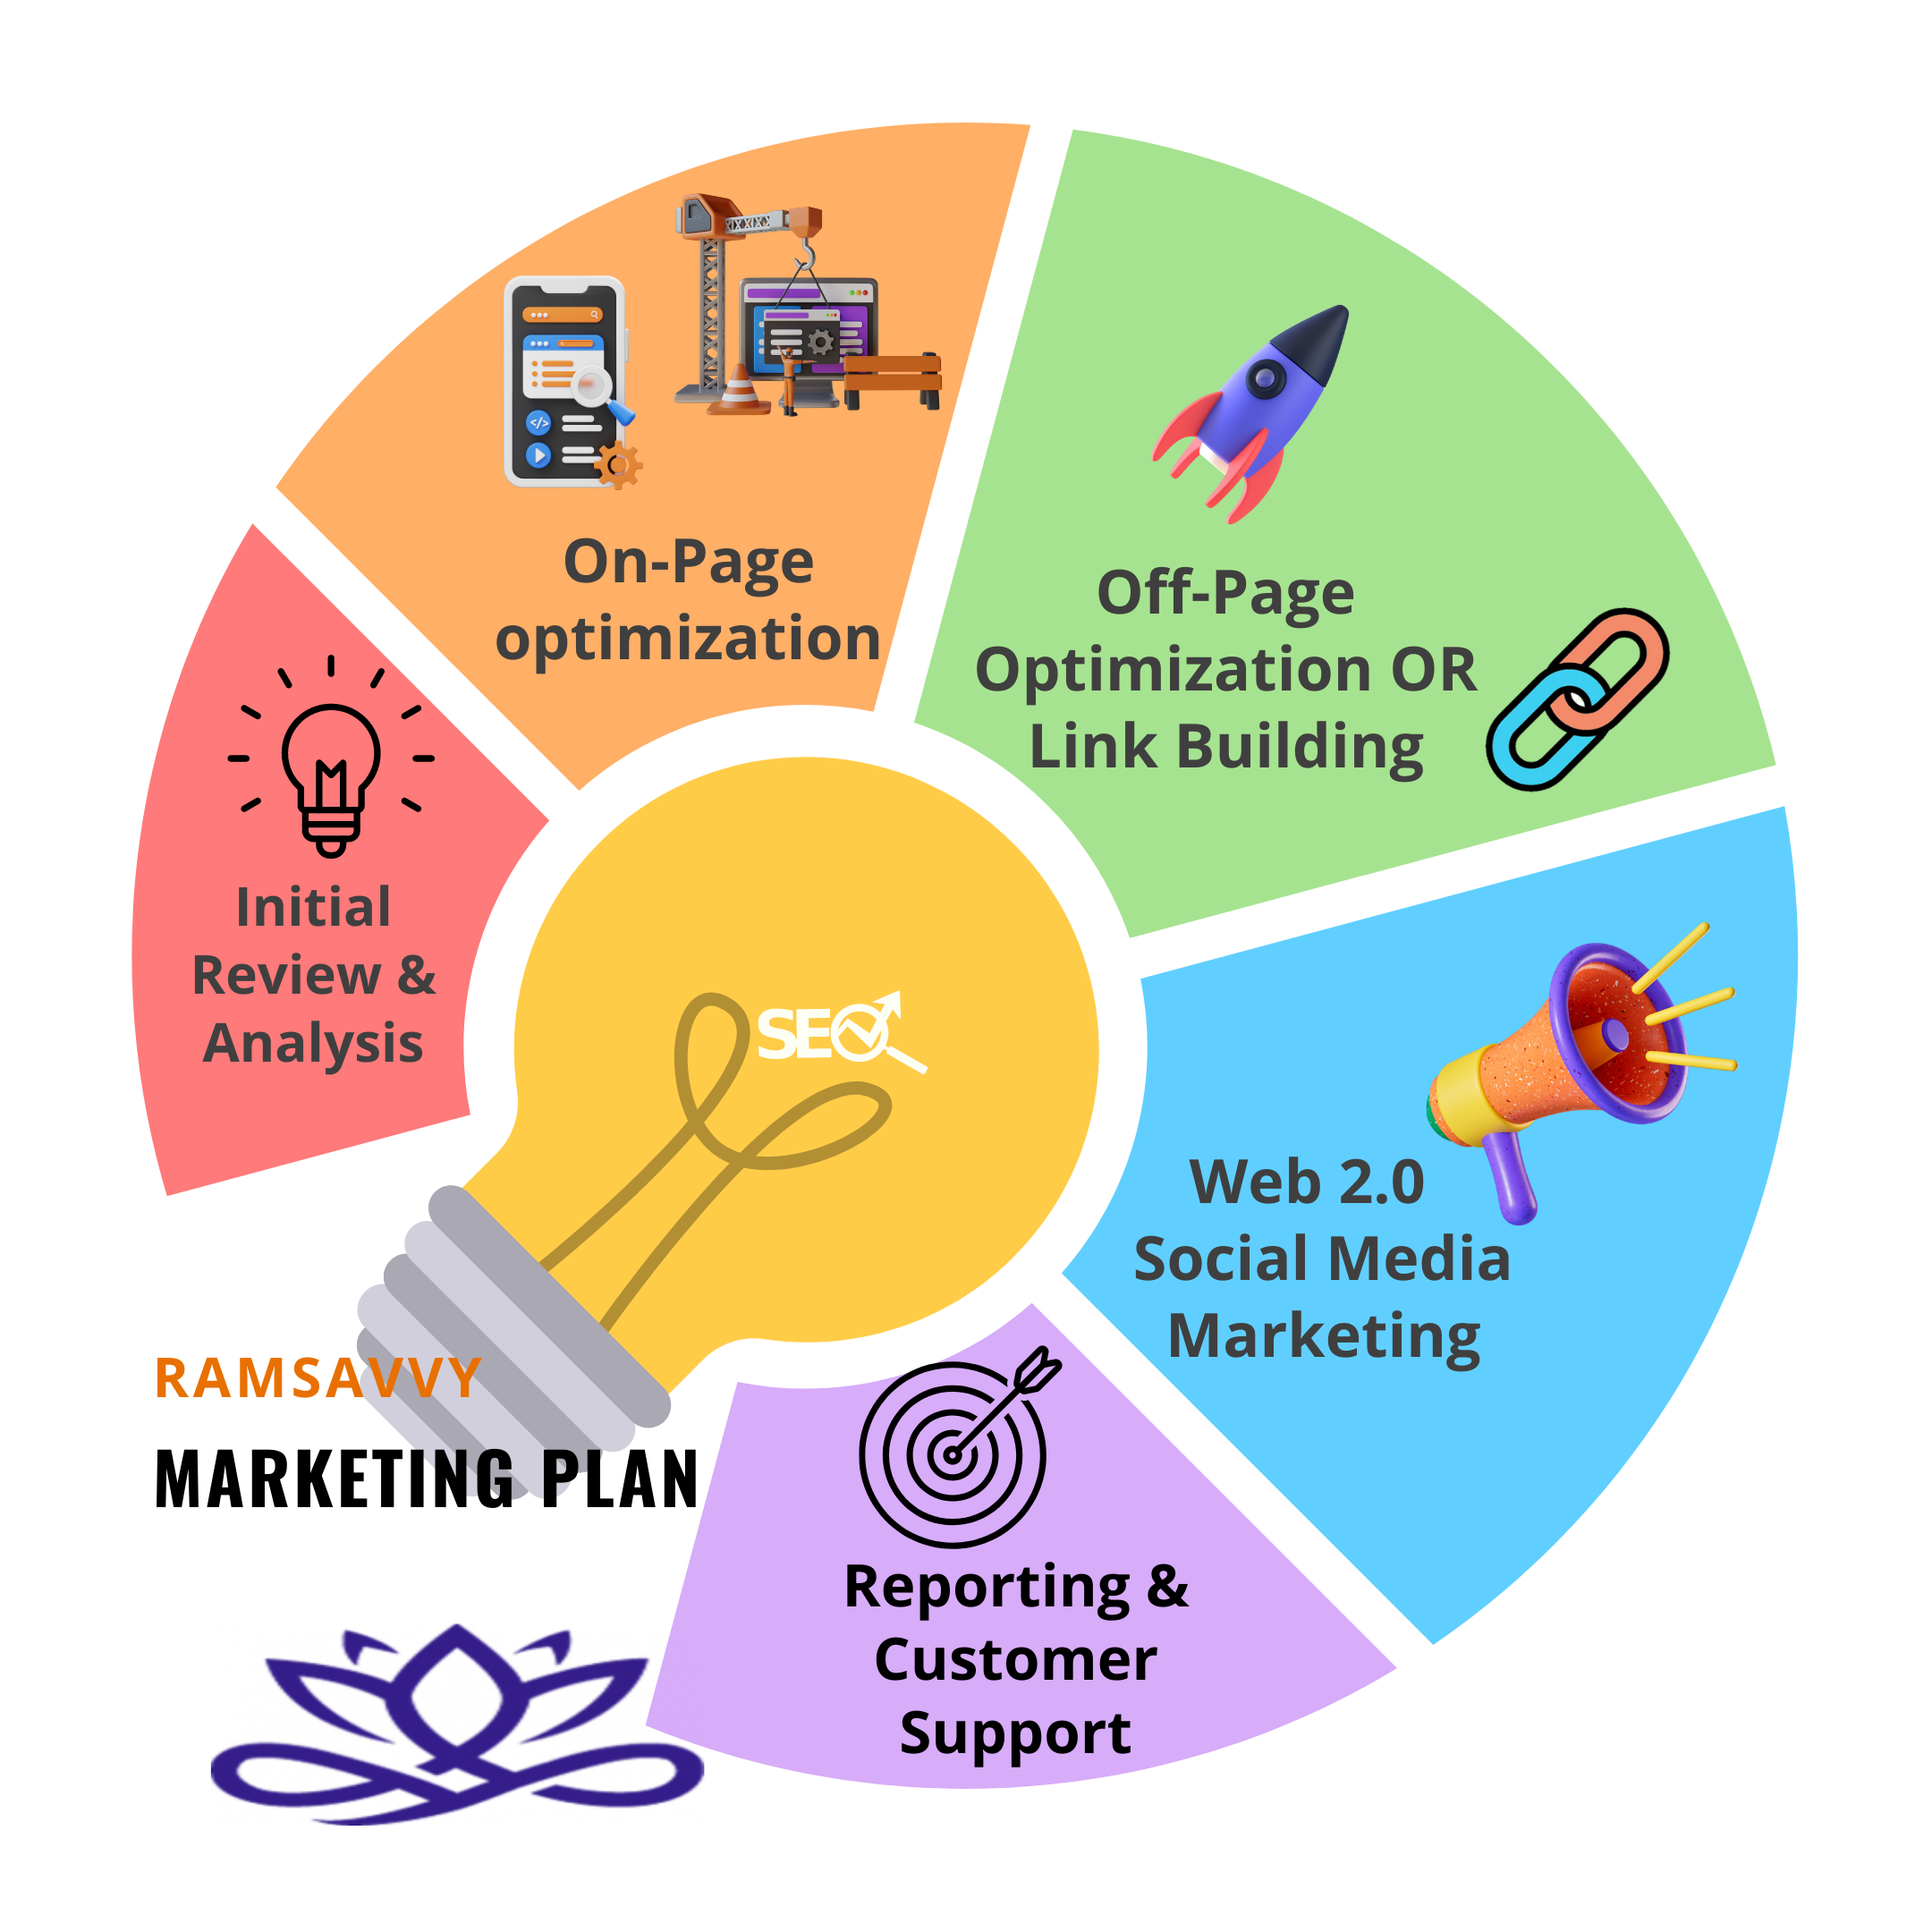 On-Page
optimization
Off-Page
Optimization OR
Link Building
Initial
Review &
Analysis
SEO
Web 2.0
Social Media
Marketing
RAMSAVVY
MARKETING PLAN
Reporting &
Customer
Support